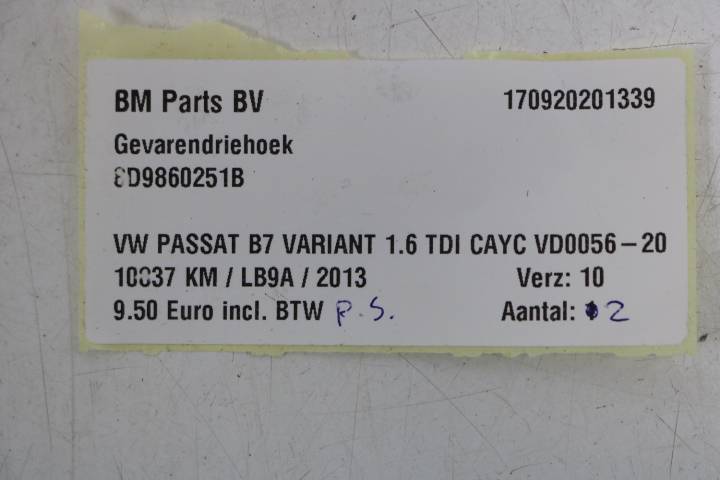 BM Parts BV 170920201339
Gevarendriehoek
8D9860251B
VW PASSAT B7 VARIANT 1.6 TDI CAYC VD0056-20
KM / LB9A / 2013 Verz: 10
9.50 Euro incl. BTW P.S. Aantal: 2